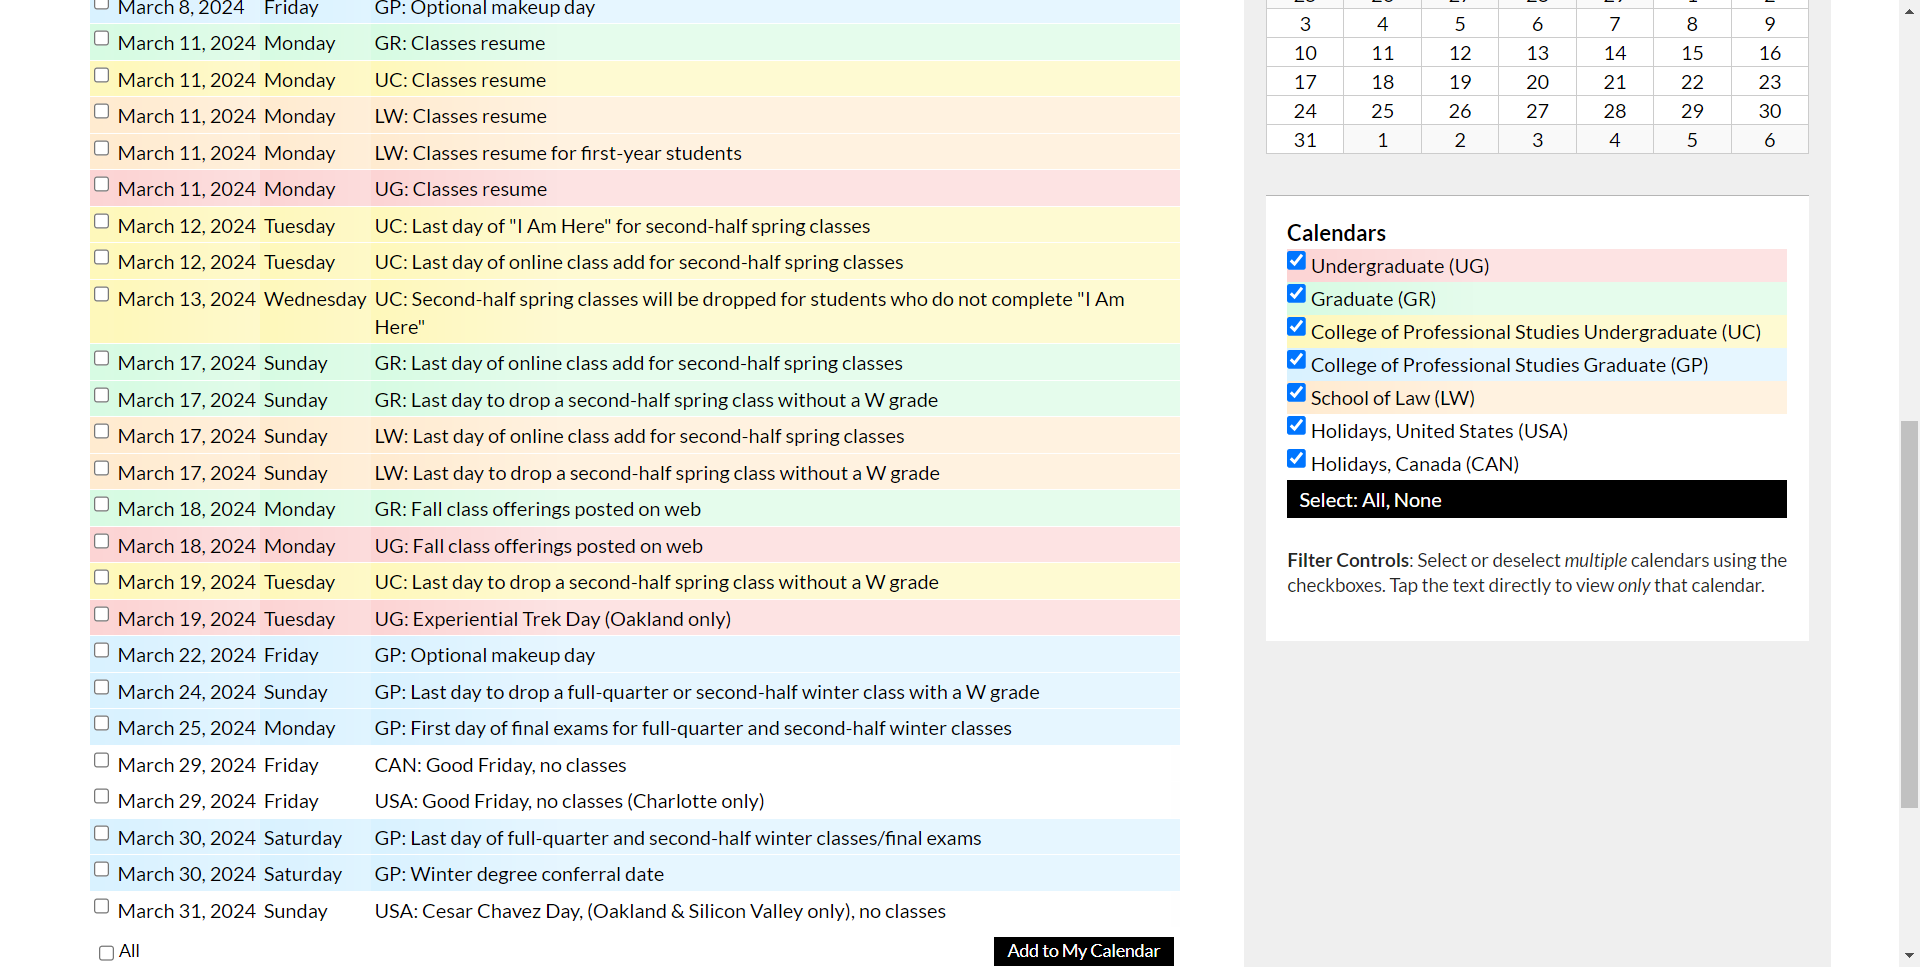 March 8, 2024 Friday GP: Optional makeup day
March 11, 2024 Monday GR: Classes resume
March 11, 2024 Monday UC: Classes resume
March 11, 2024 Monday LW: Classes resume
March 11, 2024 Monday LW: Classes resume for first-year students
March 11, 2024 Monday UG: Classes resume
March 12, 2024 Tuesday UC: Last day of "I Am Here" for second-half spring classes
March 12, 2024 Tuesday UC: Last day of online class add for second-half spring classes
March 13, 2024 Wednesday UC: Second-half spring classes will be dropped for students who do not complete "I Am
Here"
March 17, 2024 Sunday GR: Last day of online class add for second-half spring classes
March 17, 2024 Sunday GR: Last day to drop a second-half spring class without a W grade
March 17, 2024 Sunday LW: Last day of online class add for second-half spring classes
March 17, 2024 Sunday LW: Last day to drop a second-half spring class without a W grade
March 18, 2024 Monday GR: Fall class offerings posted on web
March 18, 2024 Monday UG: Fall class offerings posted on web
March 19, 2024 Tuesday UC: Last day to drop a second-half spring class without a W grade
March 19, 2024 Tuesday UG: Experiential Trek Day (Oakland only)
March 22, 2024 Friday GP: Optional makeup day
March 24, 2024 Sunday GP: Last day to drop a full-quarter or second-half winter class with a W grade
March 25, 2024 Monday GP: First day of final exams for full-quarter and second-half winter classes
March 29, 2024 Friday CAN: Good Friday, no classes
March 29, 2024 Friday USA: Good Friday, no classes (Charlotte only)
March 30, 2024 Saturday GP: Last day of full-quarter and second-half winter classes/final exams
March 30, 2024 Saturday GP: Winter degree conferral date
March 31, 2024 Sunday USA: Cesar Chavez Day, (Oakland & Silicon Valley only), no classes
All
Add to My Calendar
3 4 5 6 7 8 9
10 11 12 13 14 15 16
17 18 19 20 21 22 23
24 25 26 27 28 29 30
31 1 2 3 4 5 6
Calendars
Undergraduate (UG)
Graduate (GR)
College of Professional Studies Undergraduate (UC)
College of Professional Studies Graduate (GP)
School of Law (LW)
Holidays, United States (USA)
Holidays, Canada (CAN)
Select: All, None
Filter Controls: Select or deselect multiple calendars using the
checkboxes. Tap the text directly to view only that calendar.